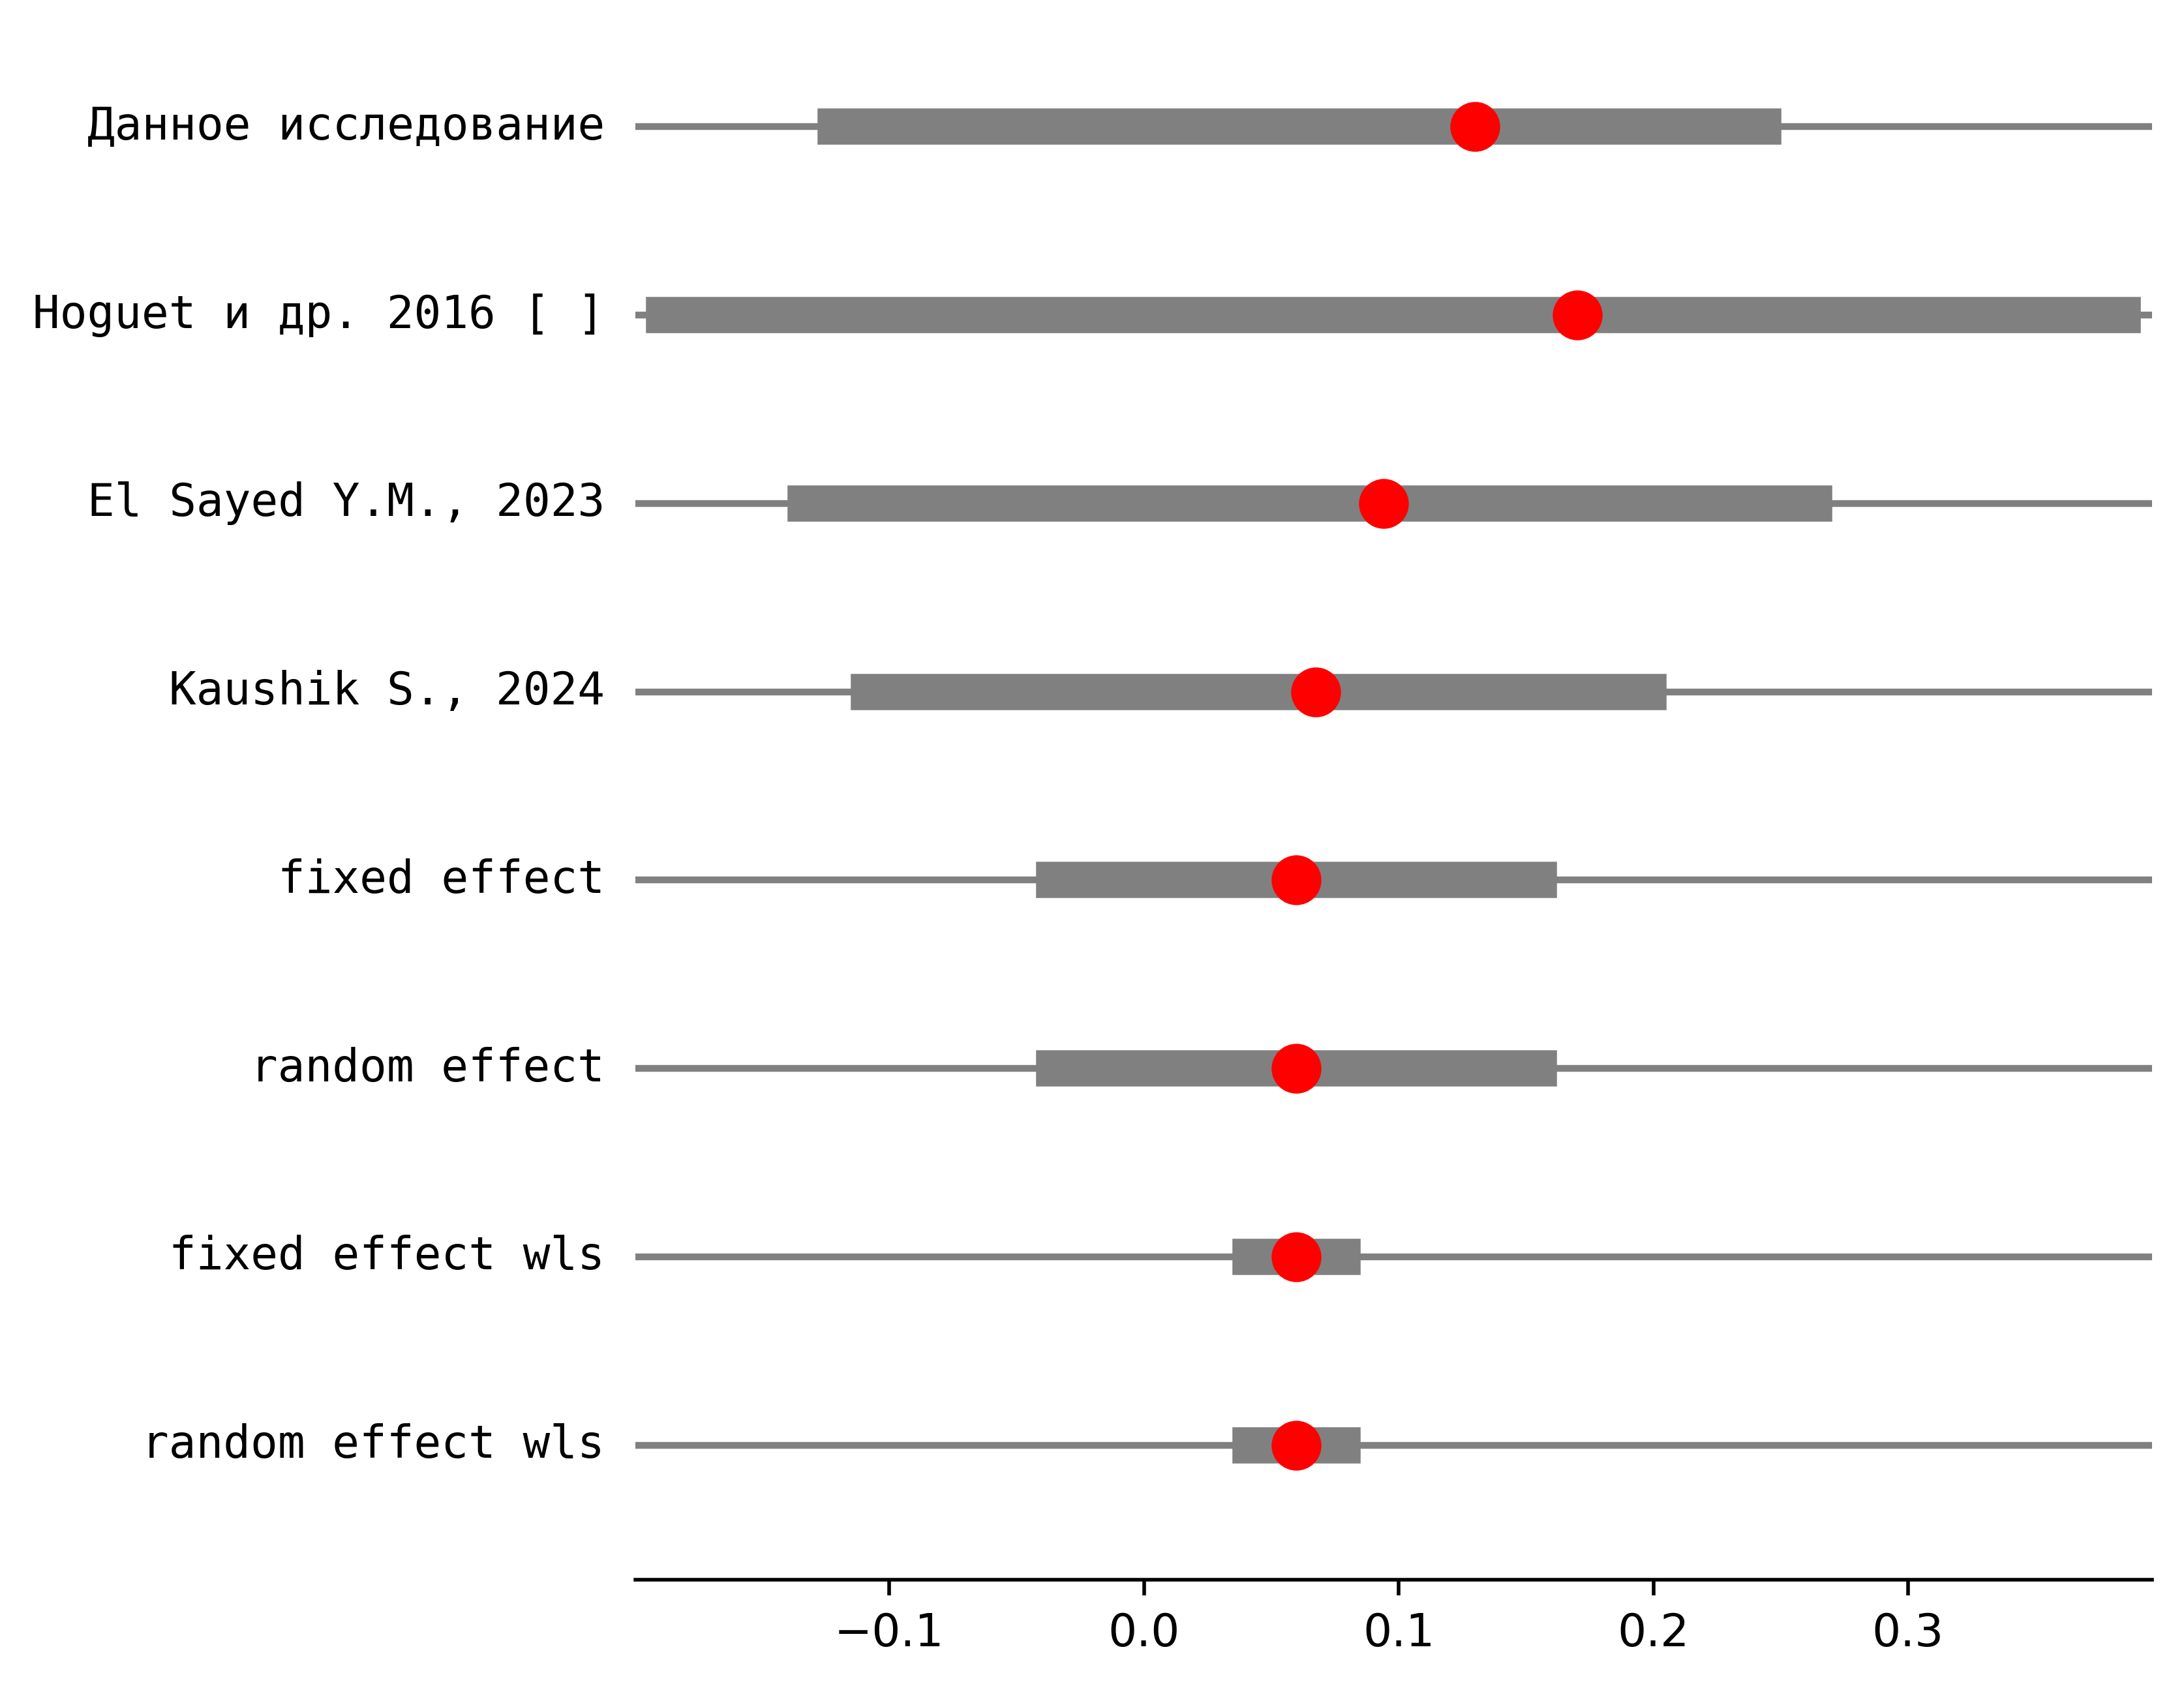 Данное исследование
Hoguet и др. 2016 [ ]
El Sayed Y.M., 2023
Kaushik S., 2024
fixed effect
random effect
fixed effect wls
random effect wls
−0.1 0.0 0.1 0.2 0.3